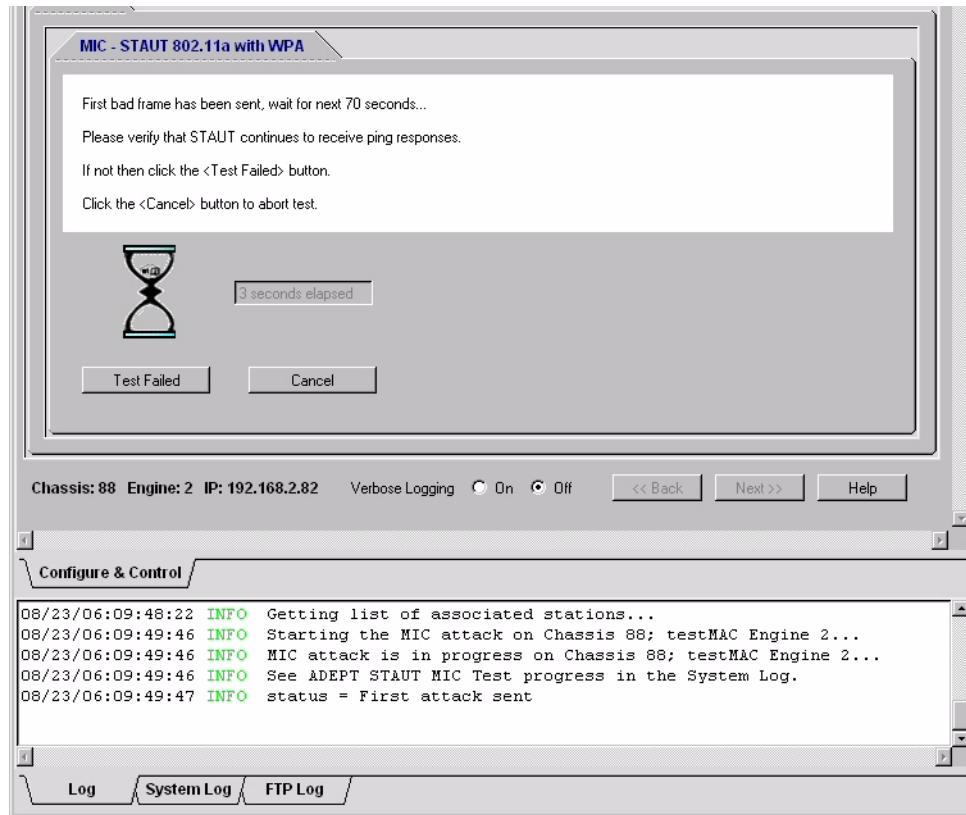 MIC - STAUT 802.11a with WPA
First bad frame has been sent, wait for next 70 seconds...
Please verify that STAUT continues to receive ping responses.
If not then click the <Test Failed> button.
Click the <Cancel> button to abort test.
3 seconds elapsed
Test Failed Cancel
Chassis: 88 Engine: 2 IP: 192.168.2.82 Verbose Logging On Off << Back Next >> Help
Configure & Control
08/23/06:09:48:22 INFO Getting list of associated stations...
08/23/06:09:49:46 INFO Starting the MIC attack on Chassis 88; testMAC Engine 2...
08/23/06:09:49:46 INFO MIC attack is in progress on Chassis 88; testMAC Engine 2...
08/23/06:09:49:46 INFO See ADEPT STAUT MIC Test progress in the System Log.
08/23/06:09:49:47 INFO status = First attack sent
Log System Log FTP Log